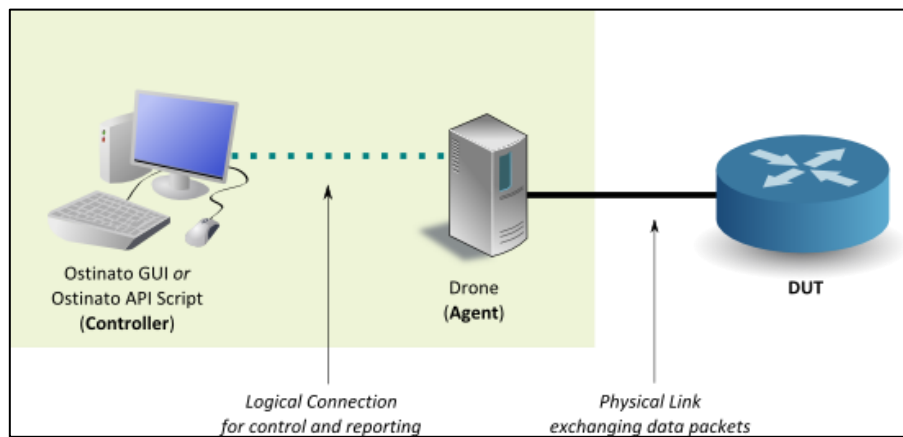 Ostinato GUI or
Ostinato API Script
(Controller)
Drone
(Agent)
DUT
Logical Connection
for control and reporting
Physical Link
exchanging data packets